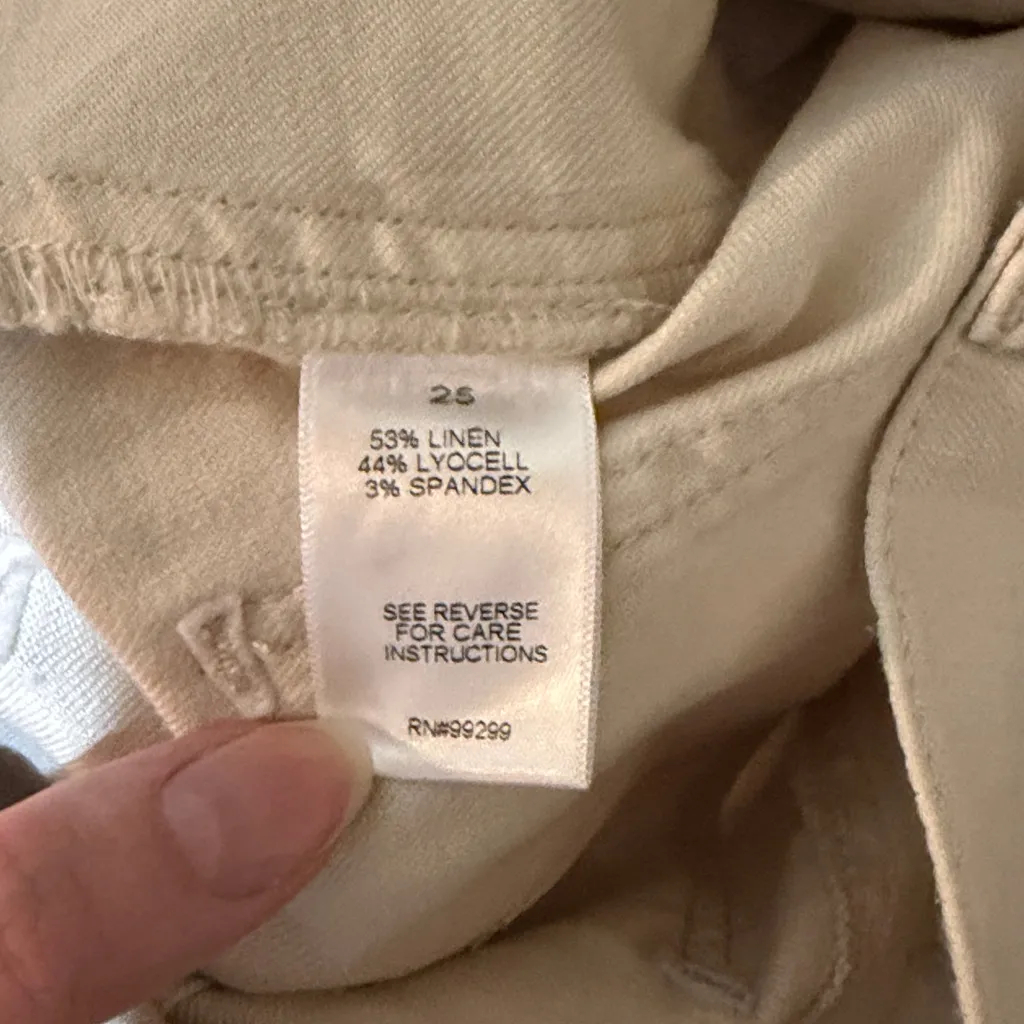 25
53% LINEN
44% LYOCELL
3% SPANDEX
SEE REVERSE
FOR CARE
INSTRUCTIONS
RN#99299